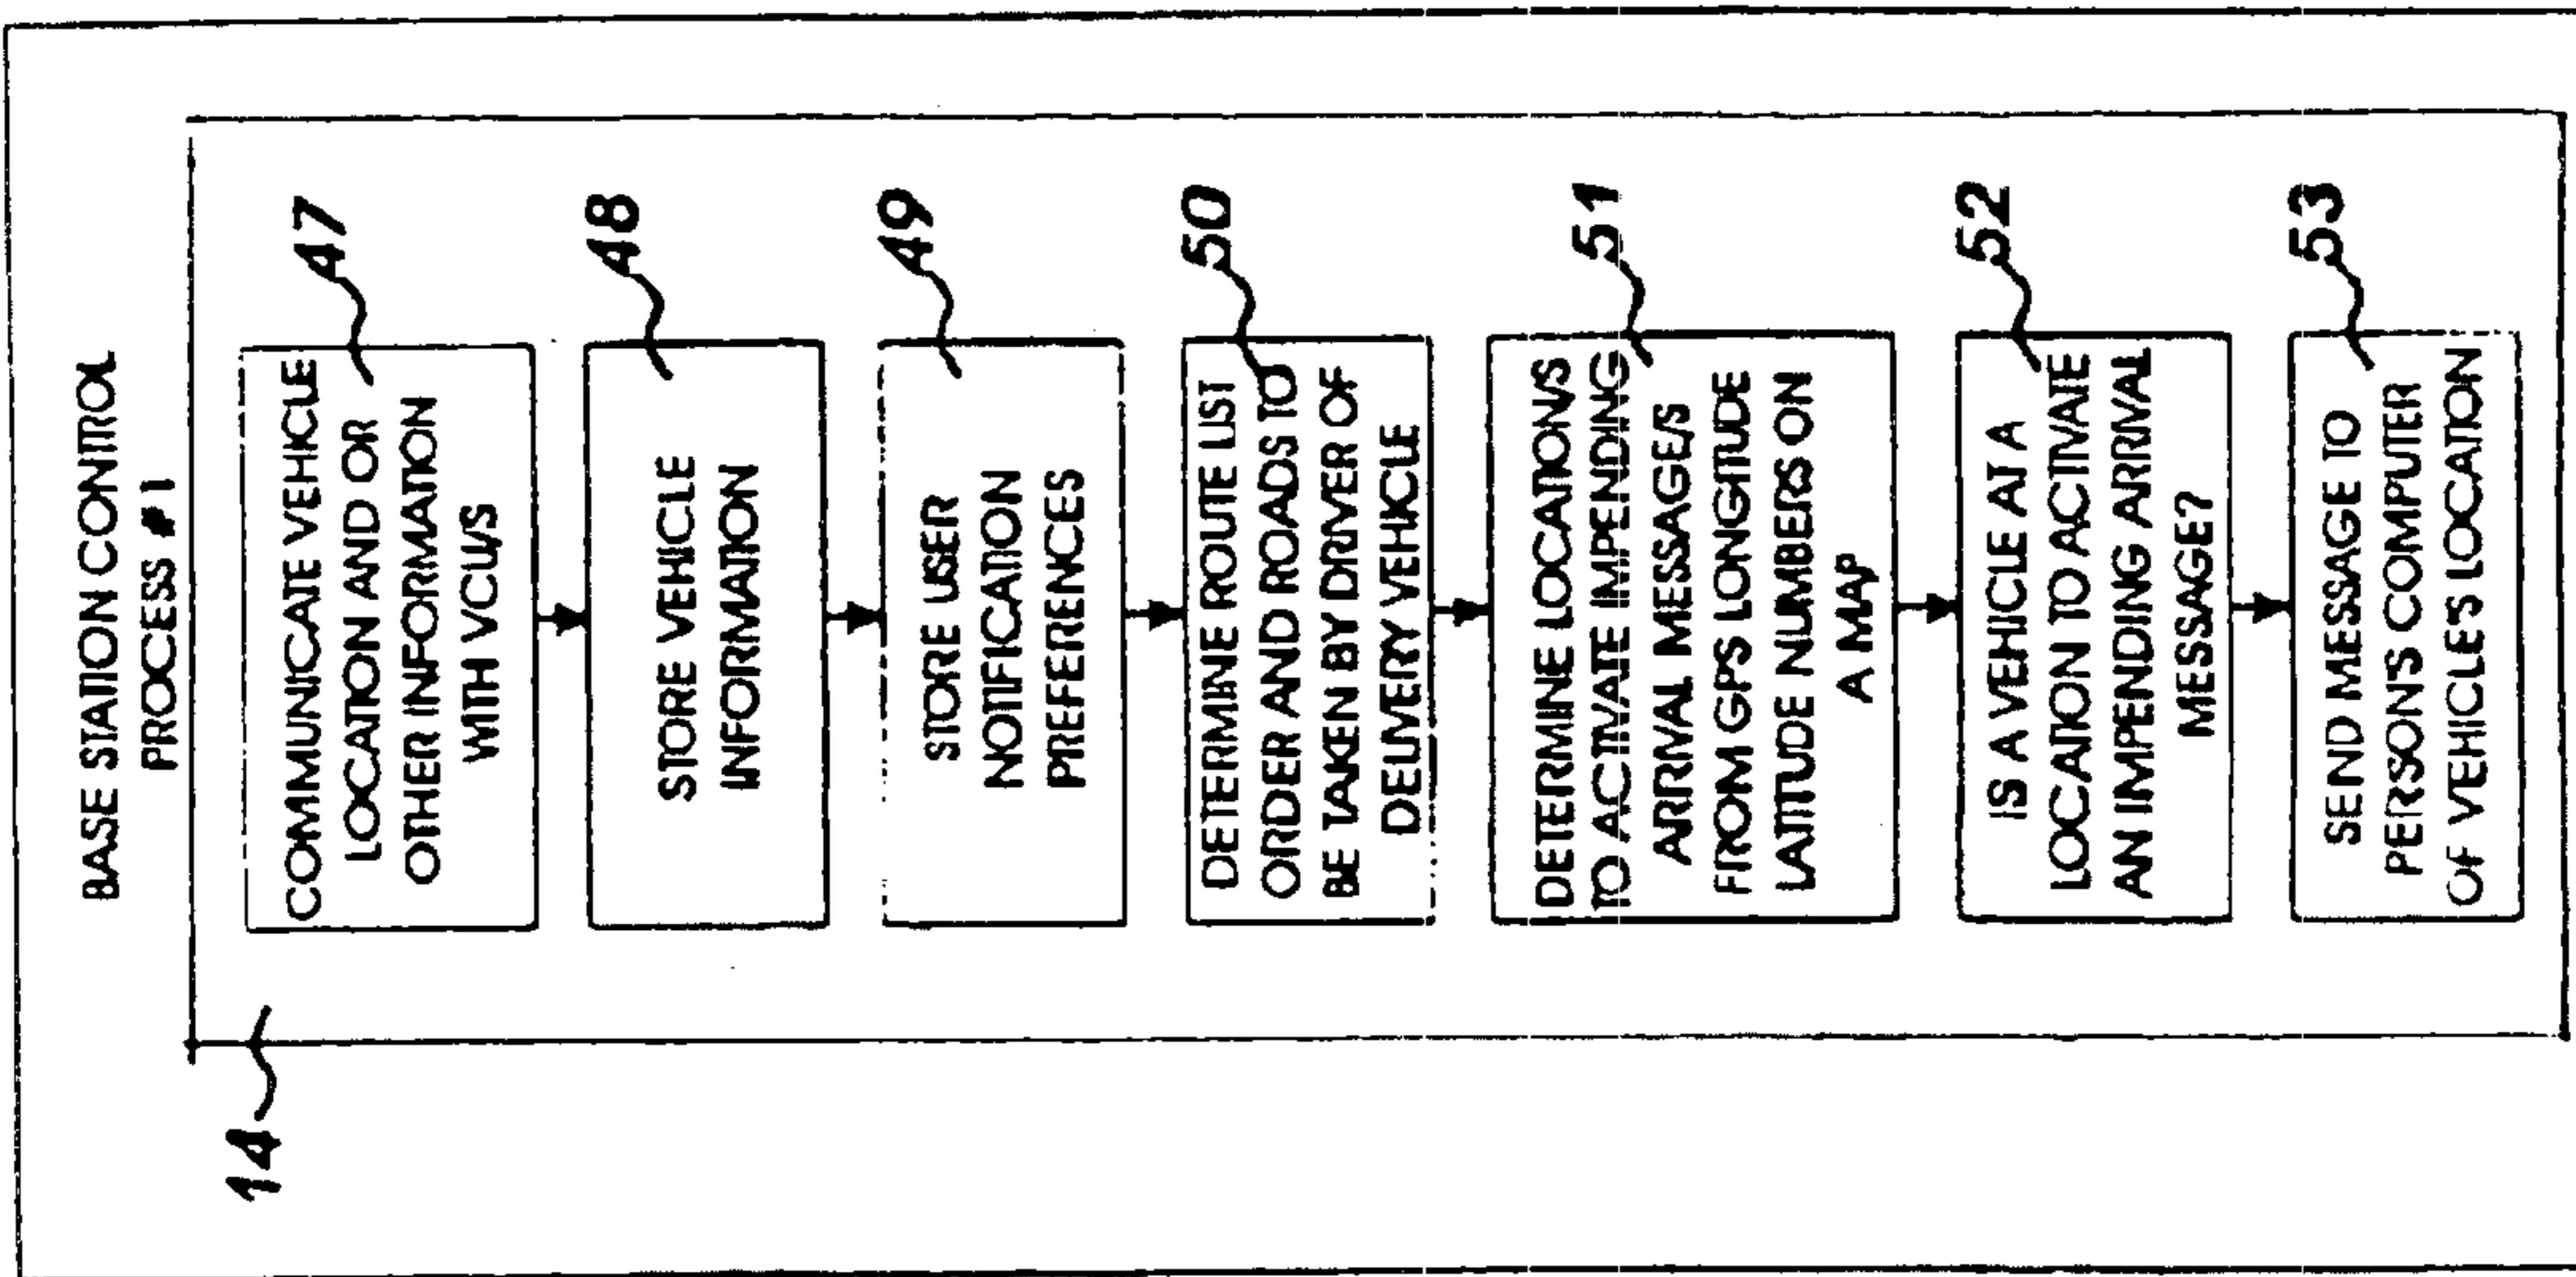 BASE STATION CONTROL
PROCESS #1
14
47
COMMUNICATE VEHICLE
LOCATION AND OR
OTHER INFORMATION
WITH VCU/S
48
STORE VEHICLE
INFORMATION
49
STORE USER
NOTIFICATION
PREFERENCES
50
DETERMINE ROUTE LIST
ORDER AND ROADS TO
BE TAKEN BY DRIVER OF
DELIVERY VEHICLE
51
DETERMINE LOCATION/S
TO ACTIVATE IMPENDING
ARRIVAL MESSAGE/S
FROM GPS LONGITUDE
LATITUDE NUMBERS ON
A MAP
52
IS A VEHICLE AT A
LOCATION TO ACTIVATE
AN IMPENDING ARRIVAL
MESSAGE?
53
SEND MESSAGE TO
PERSONS COMPUTER
OF VEHICLE'S LOCATION